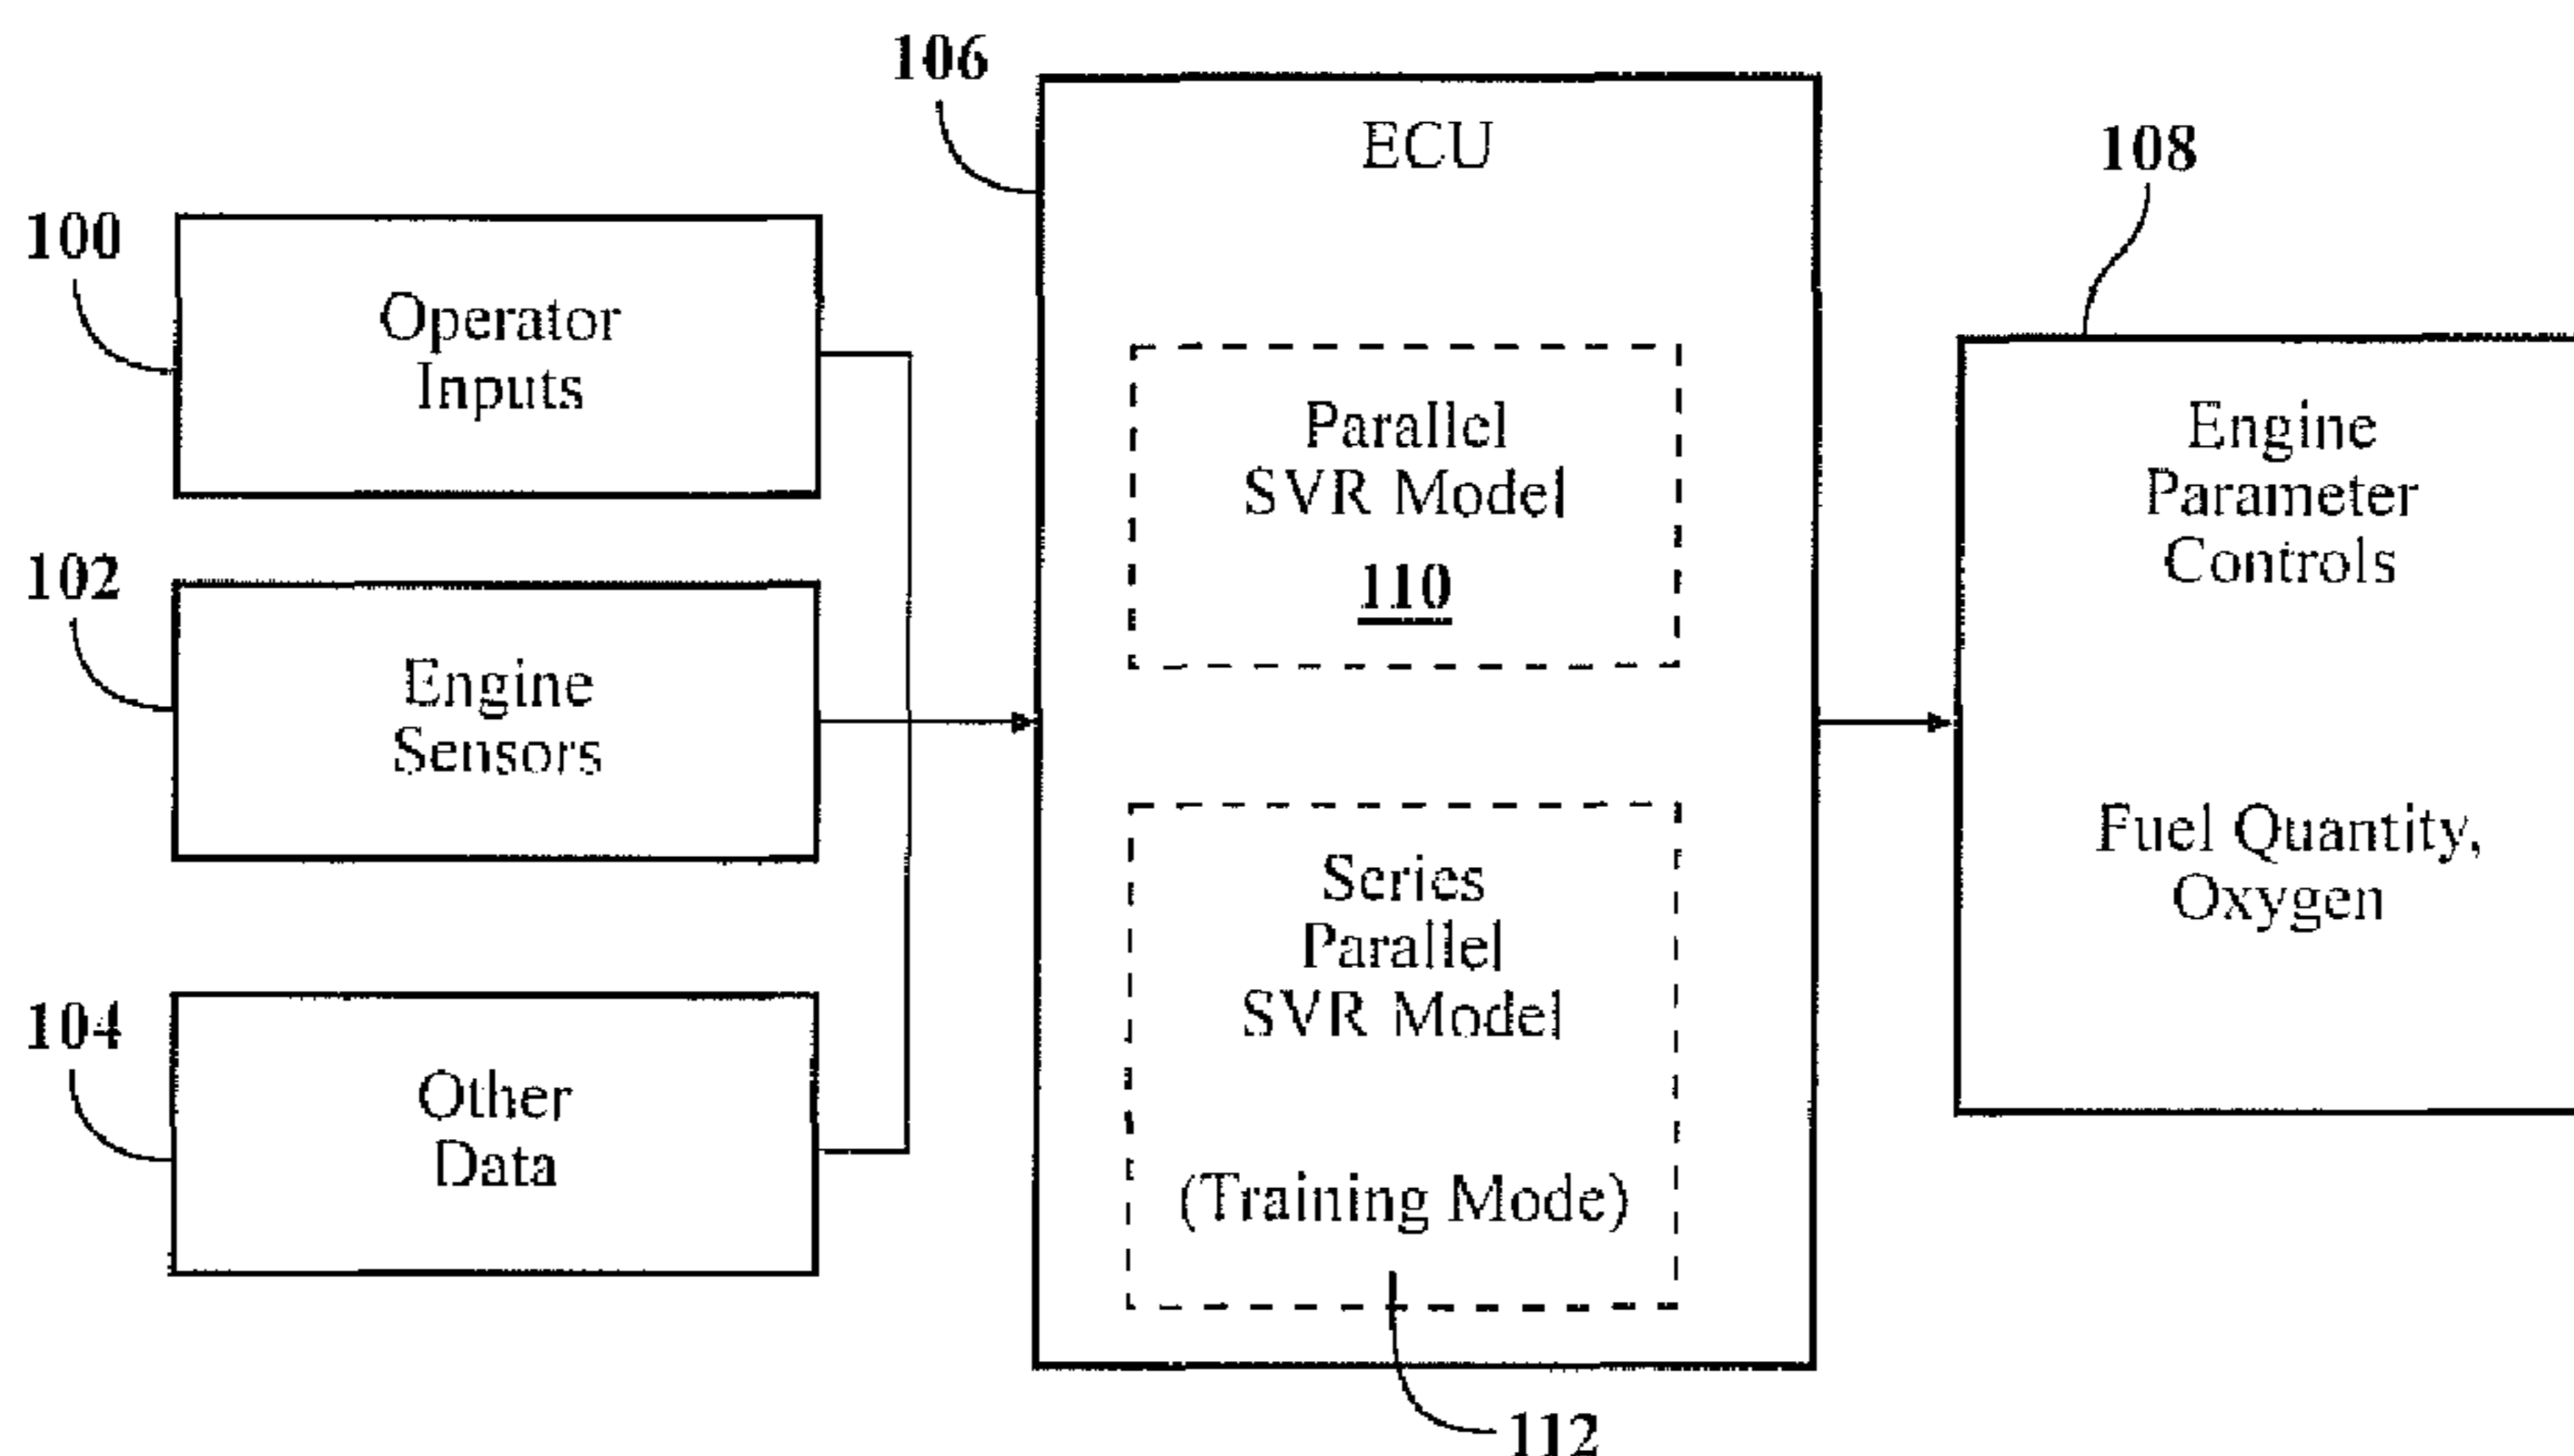 106
ECU
108
100
Operator
Inputs
Parallel
SVR Model
110
Engine
Parameter
Controls
102
Engine
Sensors
Fuel Quantity,
Oxygen
Series
Parallel
SVR Model
104
Other
Data
(Training Mode)
112